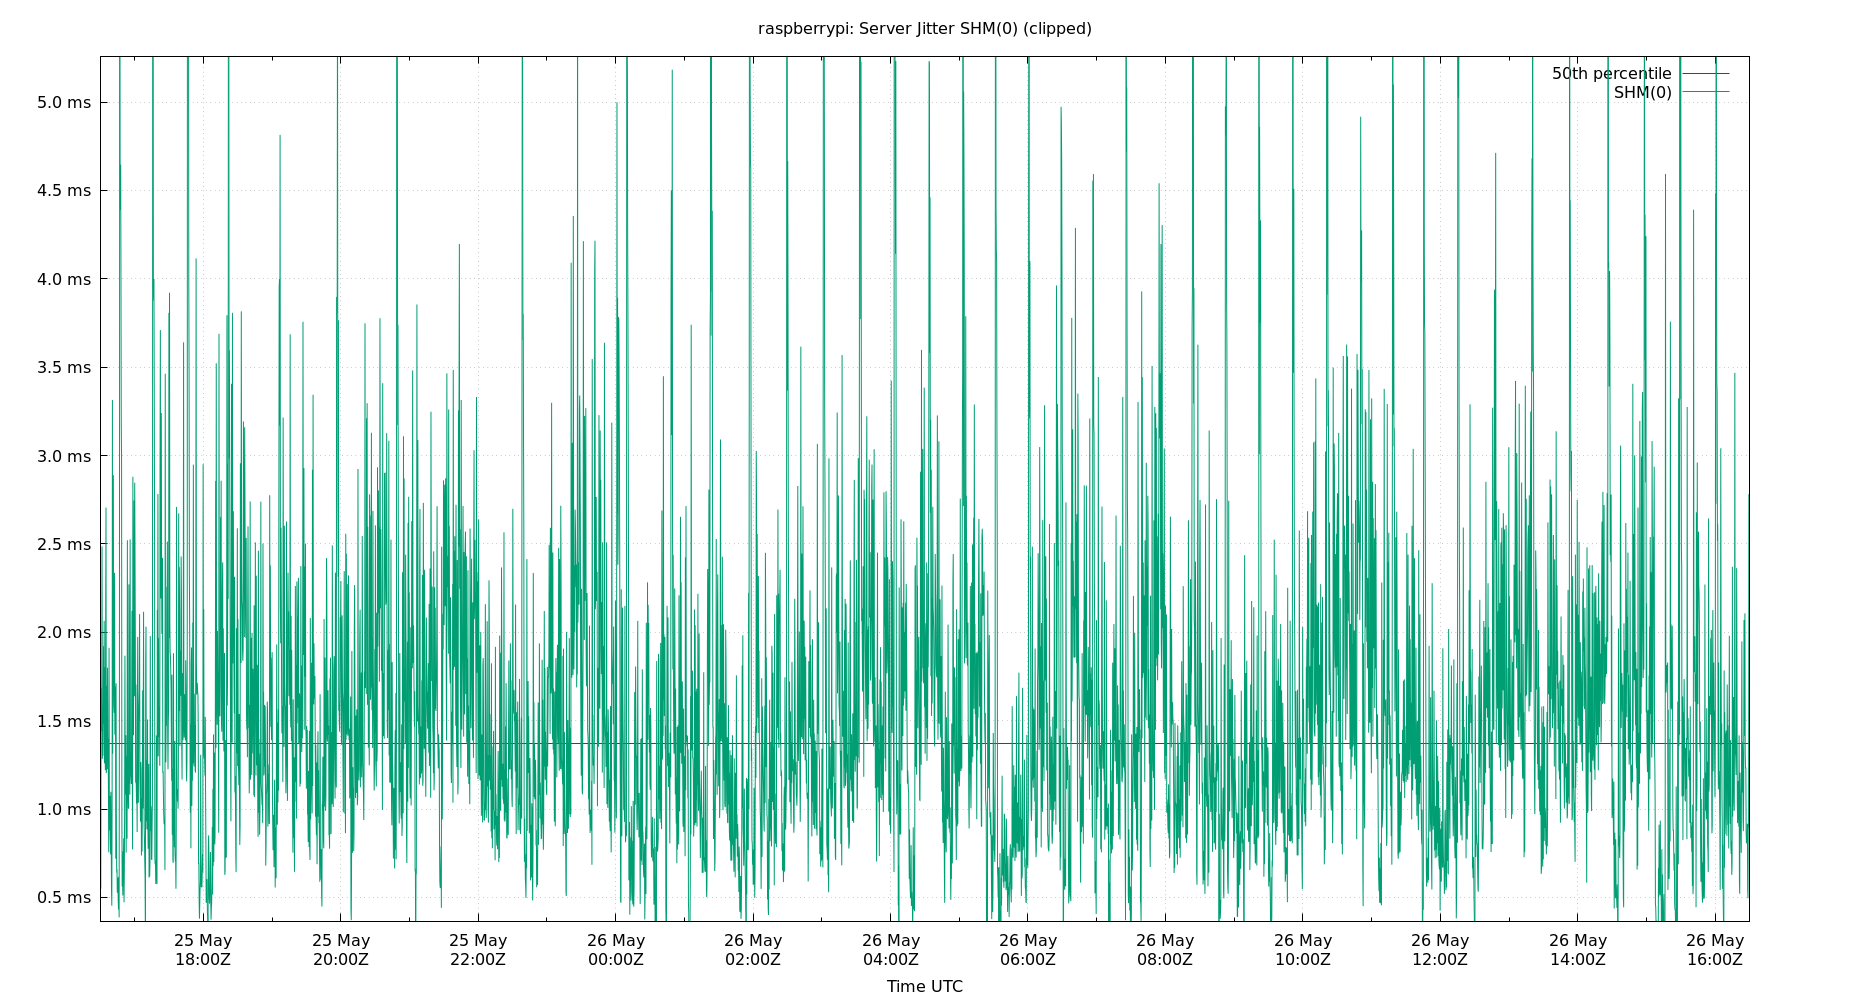 raspberrypi: Server Jitter SHM(0) (clipped)
50th percentile
SHM(0)
5.0 ms
4.5 ms
4.0 ms
3.5 ms
3.0 ms
2.5 ms
2.0 ms
1.5 ms
1.0 ms
0.5 ms
25 May 25 May 25 May 26 May 26 May 26 May 26 May 26 May 26 May 26 May 26 May 26 May
18:00Z 20:00Z 22:00Z 00:00Z 02:00Z 04:00Z 06:00Z 08:00Z 10:00Z 12:00Z 14:00Z 16:00Z
Time UTC